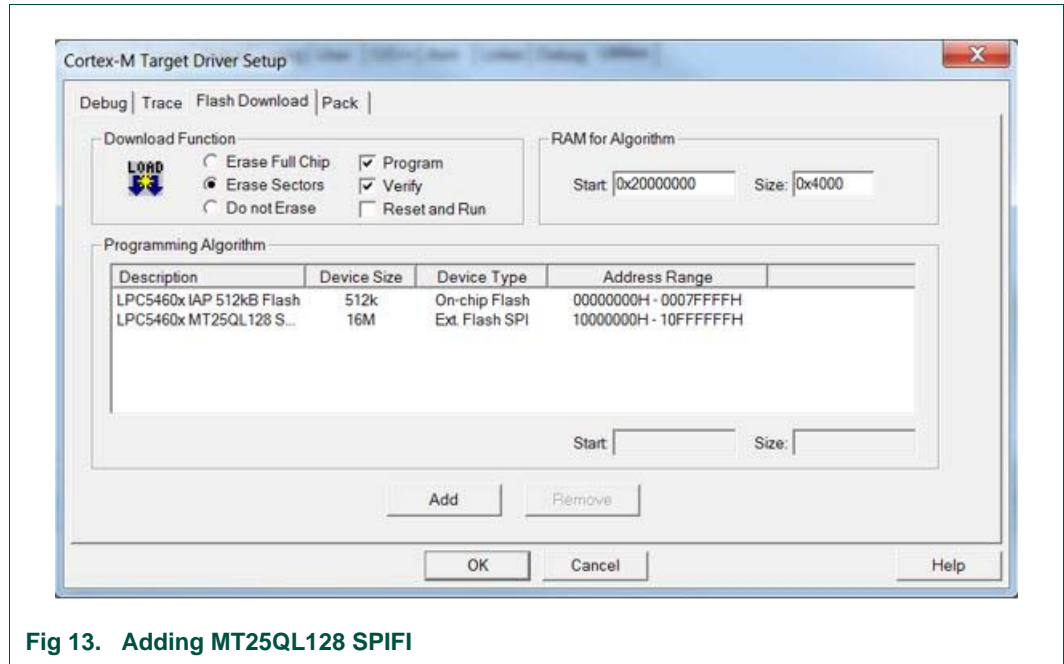 Cortex-M Target Driver Setup
Debug Trace Flash Download Pack
Download Function
LOAD
Erase Full Chip
Erase Sectors
Do not Erase
Program
Verify
Reset and Run
RAM for Algorithm
Start: 0x20000000 Size: 0x4000
Programming Algorithm
Description Device Size Device Type Address Range
LPC5460x IAP 512kB Flash 512k On-chip Flash 00000000H - 0007FFFFH
LPC5460x MT25QL128 S... 16M Ext. Flash SPI 10000000H - 10FFFFFFH
Start: Size:
Add Remove
OK Cancel Help
Fig 13. Adding MT25QL128 SPIFI